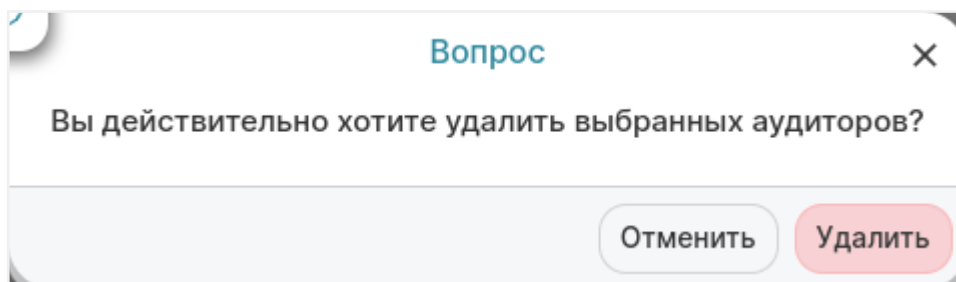 Вопрос
Вы действительно хотите удалить выбранных аудиторов?
Отменить
Удалить